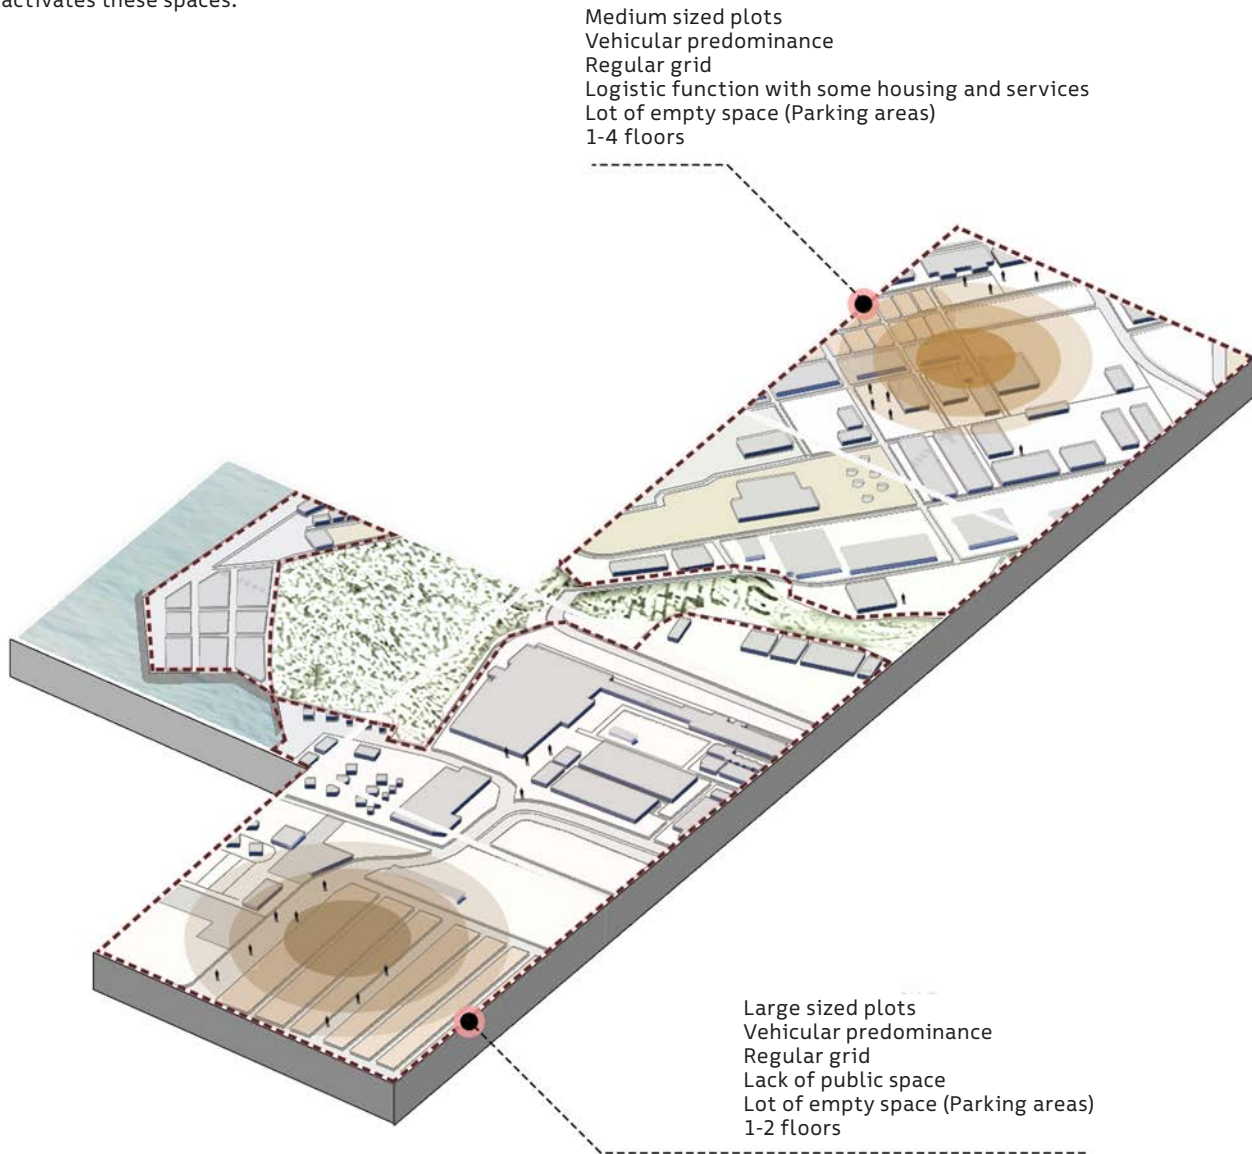 activates these spaces.
Medium sized plots
Vehicular predominance
Regular grid
Logistic function with some housing and services
Lot of empty space (Parking areas)
1-4 floors
Large sized plots
Vehicular predominance
Regular grid
Lack of public space
Lot of empty space (Parking areas)
1-2 floors